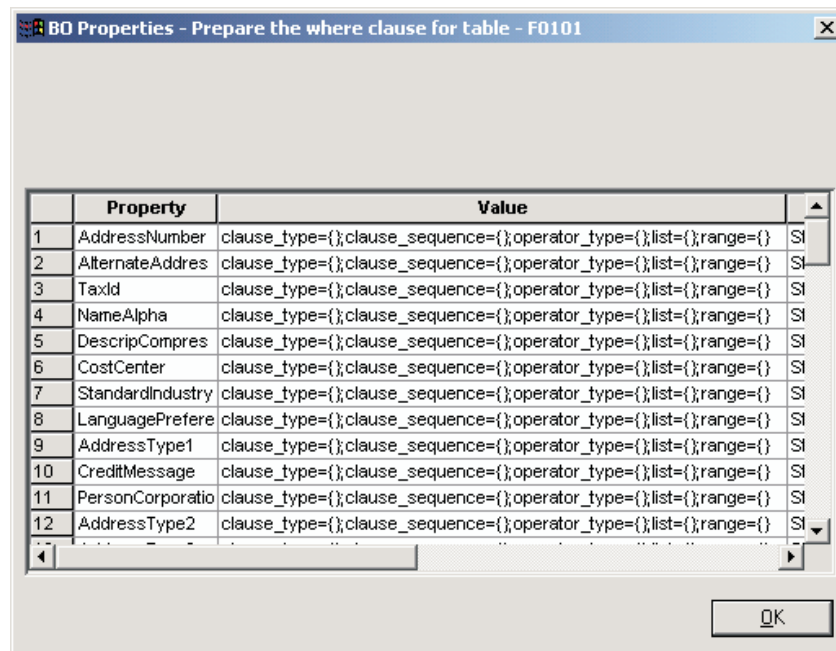 BO Properties - Prepare the where clause for table - F0101
Property Value
1 AddressNumber clause_type={};clause_sequence={};operator_type={};list={};range={}
2 AlternateAddres clause_type={};clause_sequence={};operator_type={};list={};range={}
3 TaxId clause_type={};clause_sequence={};operator_type={};list={};range={}
4 NameAlpha clause_type={};clause_sequence={};operator_type={};list={};range={}
5 DescripCompres clause_type={};clause_sequence={};operator_type={};list={};range={}
6 CostCenter clause_type={};clause_sequence={};operator_type={};list={};range={}
7 StandardIndustry clause_type={};clause_sequence={};operator_type={};list={};range={}
8 LanguagePrefere clause_type={};clause_sequence={};operator_type={};list={};range={}
9 AddressType1 clause_type={};clause_sequence={};operator_type={};list={};range={}
10 CreditMessage clause_type={};clause_sequence={};operator_type={};list={};range={}
11 PersonCorporatio clause_type={};clause_sequence={};operator_type={};list={};range={}
12 AddressType2 clause_type={};clause_sequence={};operator_type={};list={};range={}
OK